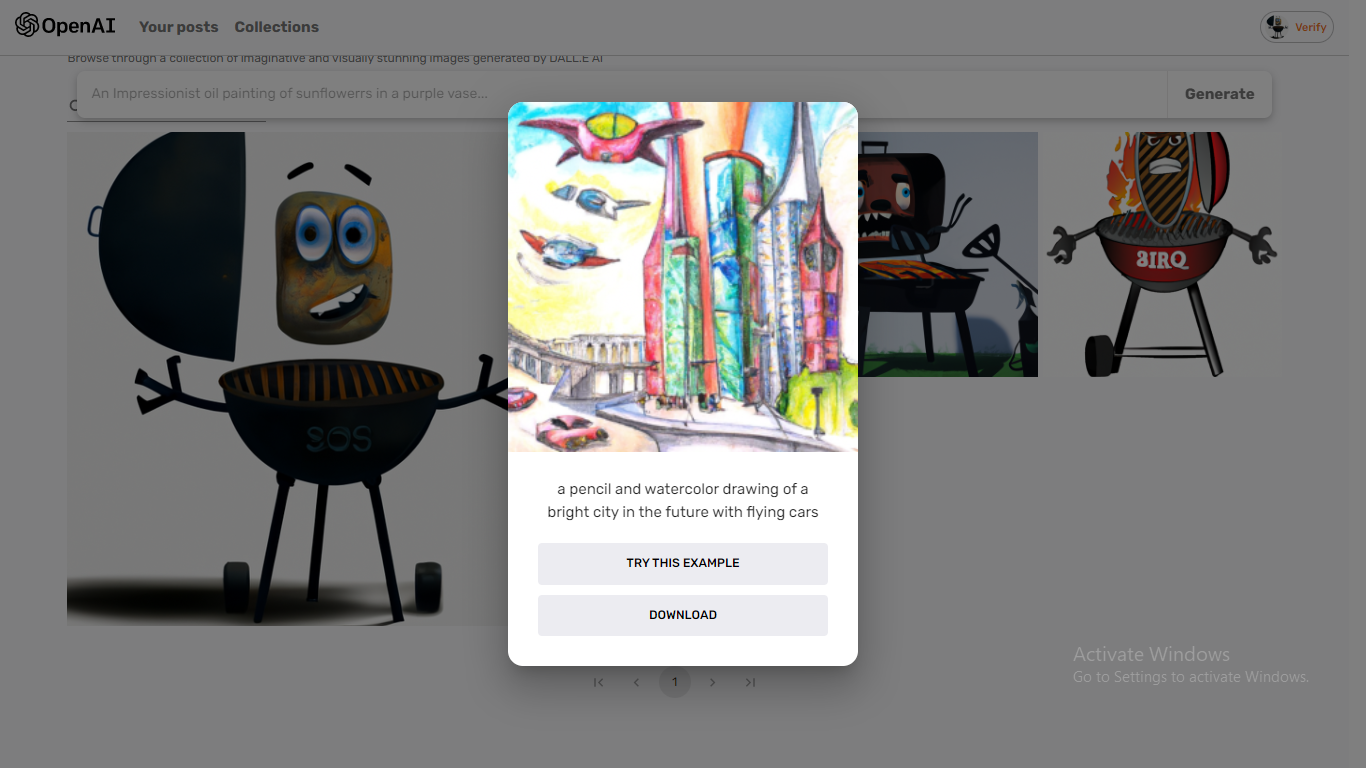 OpenAI
Your posts
Collections
Verify
Browse through a collection of imaginative and visually stunning images generated by DALL.E AI
An Impressionist oil painting of sunflowerrs in a purple vase...
Generate
SOS
3IRQ
a pencil and watercolor drawing of a
bright city in the future with flying cars
TRY THIS EXAMPLE
DOWNLOAD
1
Activate Windows
Go to Settings to activate Windows.